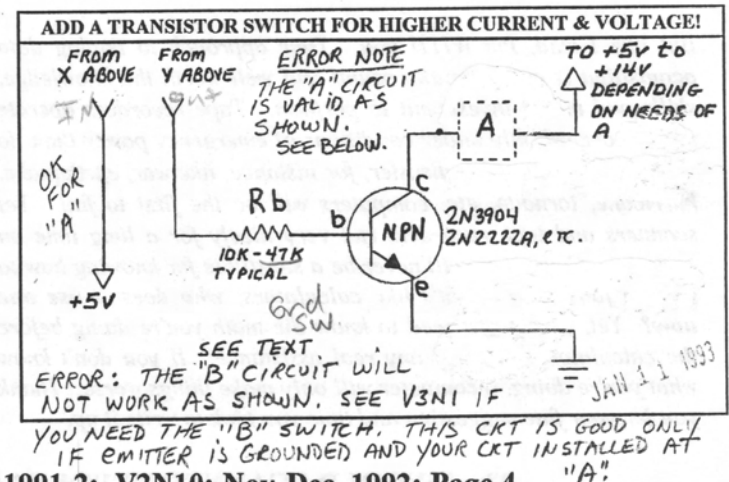 ADD A TRANSISTOR SWITCH FOR HIGHER CURRENT & VOLTAGE!
FROM
X ABOVE
IN
FROM
Y ABOVE
out
ERROR NOTE
THE "A" CIRCUIT
IS VALID AS
SHOWN.
SEE BELOW.
TO +5V to
+14V
DEPENDING
ON NEEDS OF
A
A
OK
FOR
"A"
Rb
b
c
NPN
e
2N3904
2N2222A, etc.
10K - 47K
TYPICAL
+5V
Grd
SW
SEE TEXT
ERROR: THE "B" CIRCUIT WILL
NOT WORK AS SHOWN. SEE V3N1 IF
JAN 11 1993
YOU NEED THE "B" SWITCH. THIS CKT IS GOOD ONLY
IF EMITTER IS GROUNDED AND YOUR CKT INSTALLED AT
"A".
1991-2; V2N10; Nov-Dec, 1992; Page 4